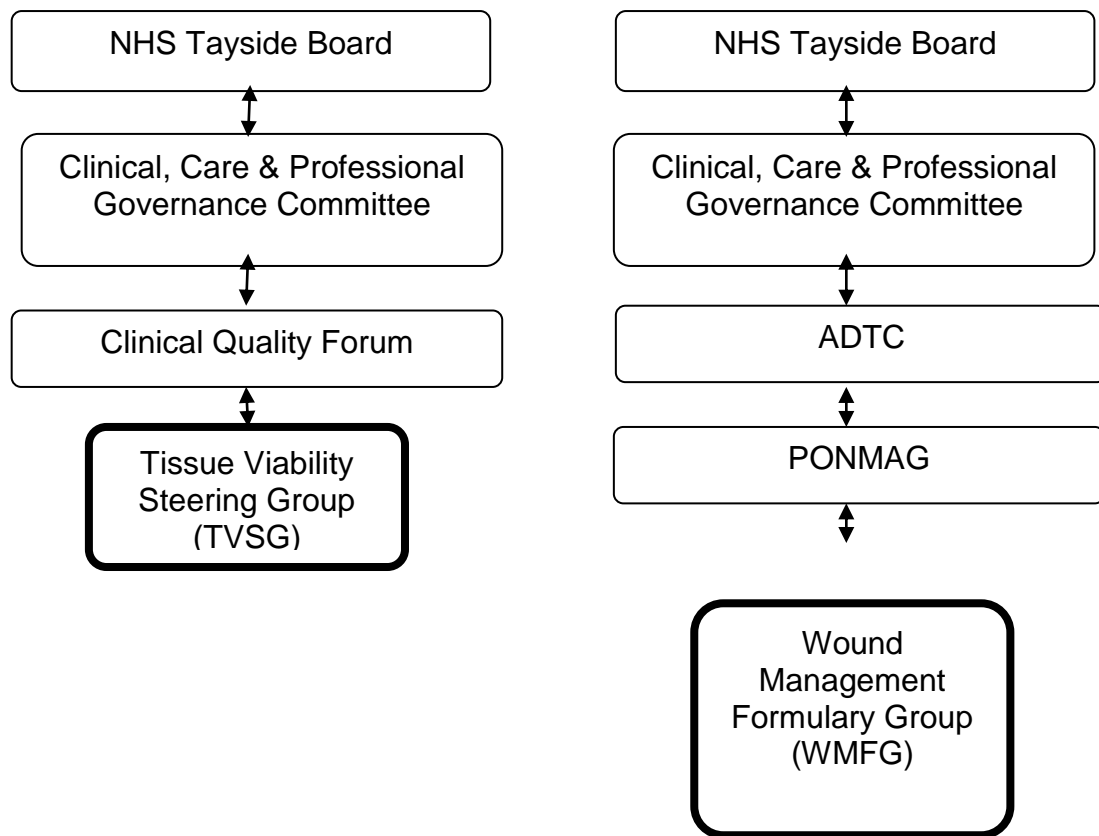 NHS Tayside Board
Clinical, Care & Professional
Governance Committee
Clinical Quality Forum
Tissue Viability
Steering Group
(TVSG)
NHS Tayside Board
Clinical, Care & Professional
Governance Committee
ADTC
PONMAG
Wound
Management
Formulary Group
(WMFG)